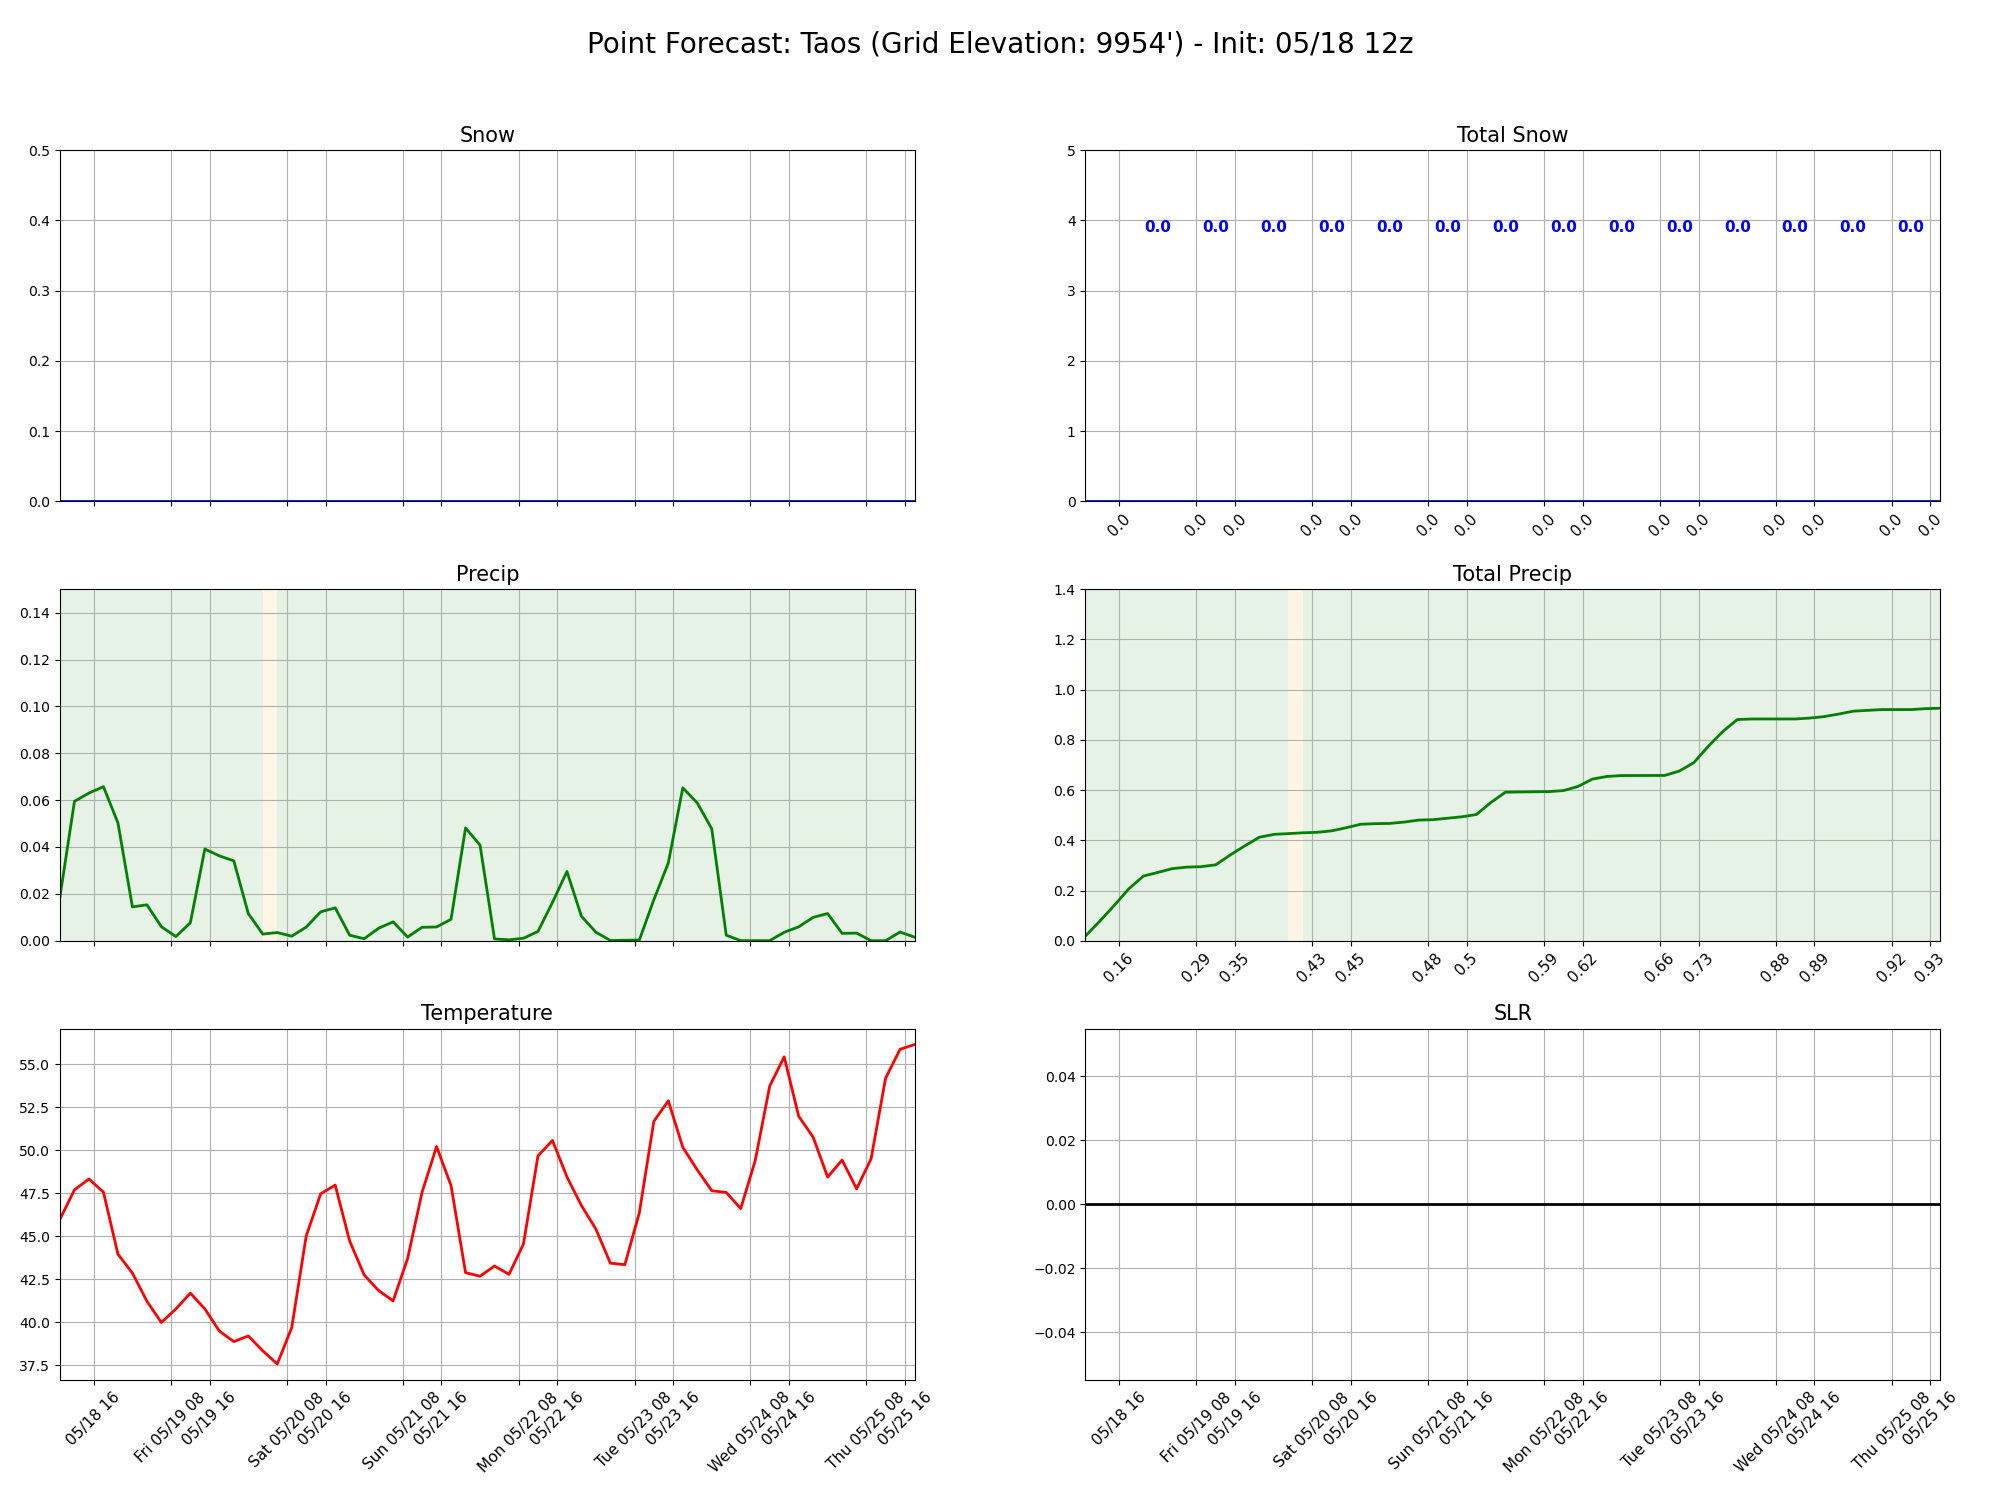 Point Forecast: Taos (Grid Elevation: 9954') - Init: 05/18 12z
Snow
0.5
0.4
0.3
0.2
0.1
0.0
Total Snow
5
4
3
2
1
0
0.0 0.0 0.0 0.0 0.0 0.0 0.0 0.0 0.0 0.0 0.0 0.0 0.0 0.0
0.0 0.0 0.0 0.0 0.0 0.0 0.0 0.0 0.0 0.0 0.0 0.0 0.0 0.0 0.0
Precip
0.14
0.12
0.10
0.08
0.06
0.04
0.02
0.00
Total Precip
1.4
1.2
1.0
0.8
0.6
0.4
0.2
0.0
0.16 0.29 0.35 0.43 0.45 0.48 0.5 0.59 0.62 0.66 0.73 0.88 0.89 0.92 0.93
Temperature
55.0
52.5
50.0
47.5
45.0
42.5
40.0
37.5
05/18 16
Fri 05/19 08
05/19 16
Sat 05/20 08
05/20 16
Sun 05/21 08
05/21 16
Mon 05/22 08
05/22 16
Tue 05/23 08
05/23 16
Wed 05/24 08
05/24 16
Thu 05/25 08
05/25 16
SLR
0.04
0.02
0.00
−0.02
−0.04
05/18 16
Fri 05/19 08
05/19 16
Sat 05/20 08
05/20 16
Sun 05/21 08
05/21 16
Mon 05/22 08
05/22 16
Tue 05/23 08
05/23 16
Wed 05/24 08
05/24 16
Thu 05/25 08
05/25 16